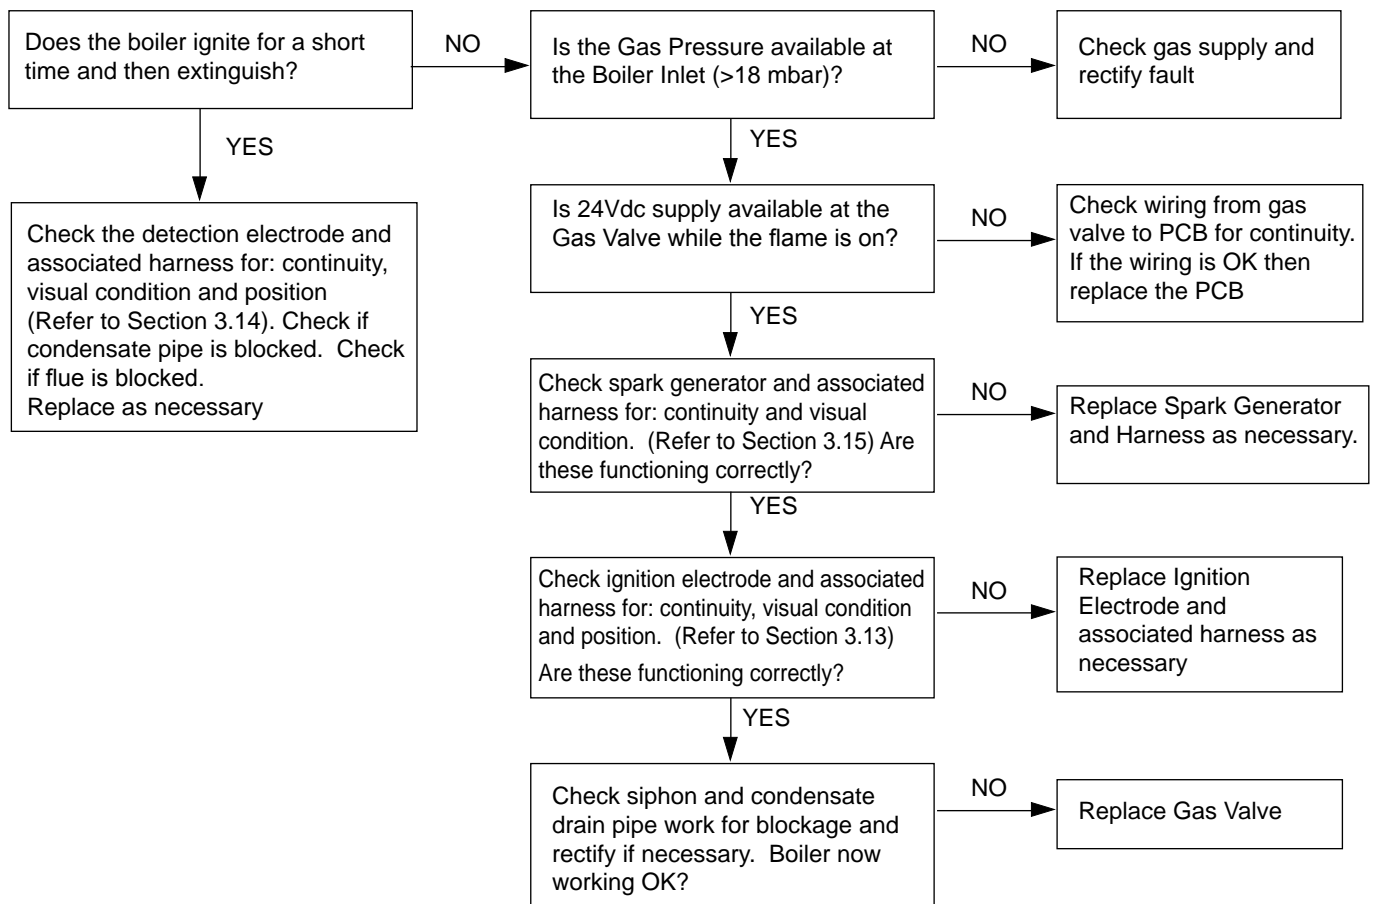 Does the boiler ignite for a short
time and then extinguish?
NO
Is the Gas Pressure available at
the Boiler Inlet (>18 mbar)?
NO
Check gas supply and
rectify fault
YES
YES
Check the detection electrode and
associated harness for: continuity,
visual condition and position
(Refer to Section 3.14). Check if
condensate pipe is blocked. Check
if flue is blocked.
Replace as necessary
Is 24Vdc supply available at the
Gas Valve while the flame is on?
NO
Check wiring from gas
valve to PCB for continuity.
If the wiring is OK then
replace the PCB
YES
Check spark generator and associated
harness for: continuity and visual
condition. (Refer to Section 3.15) Are
these functioning correctly?
NO
Replace Spark Generator
and Harness as necessary.
YES
Check ignition electrode and associated
harness for: continuity, visual condition
and position. (Refer to Section 3.13)
Are these functioning correctly?
NO
Replace Ignition
Electrode and
associated harness as
necessary
YES
Check siphon and condensate
drain pipe work for blockage and
rectify if necessary. Boiler now
working OK?
NO
Replace Gas Valve